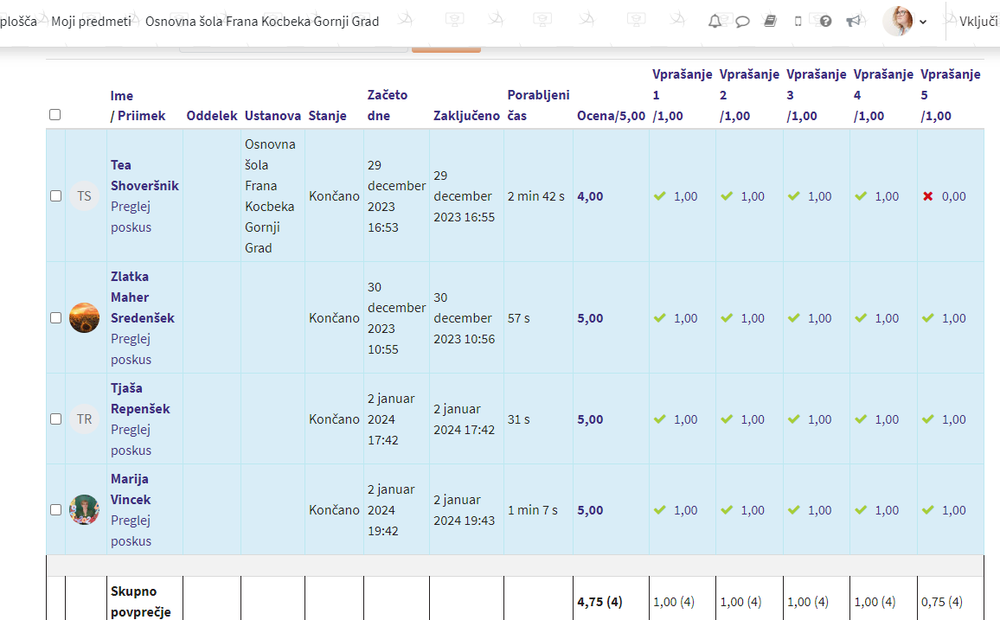 plošča Moji predmeti Osnovna šola Frana Kocbeka Gornji Grad Vključi
Ime / Priimek Oddelek Ustanova Stanje Začeto dne Zaključeno Porabljeni čas Ocena/5,00 Vprašanje 1 /1,00 Vprašanje 2 /1,00 Vprašanje 3 /1,00 Vprašanje 4 /1,00 Vprašanje 5 /1,00
TS
Tea
Shoveršnik
Preglej
poskus
Osnovna
šola
Frana
Kocbeka
Gornji
Grad
Končano
29
december
2023
16:53
29
december
2023 16:55
2 min 42 s
4,00
1,00 1,00 1,00 1,00 0,00
Zlatka
Maher
Sredenšek
Preglej
poskus
Končano
30
december
2023
10:55
30
december
2023 10:56
57 s
5,00
1,00 1,00 1,00 1,00 1,00
TR
Tjaša
Repenšek
Preglej
poskus
Končano
2 januar
2024
17:42
2 januar
2024 17:42
31 s
5,00
1,00 1,00 1,00 1,00 1,00
Marija
Vincek
Preglej
poskus
Končano
2 januar
2024
19:42
2 januar
2024 19:43
1 min 7 s
5,00
1,00 1,00 1,00 1,00 1,00
Skupno
povprečje
4,75 (4) 1,00 (4) 1,00 (4) 1,00 (4) 1,00 (4) 0,75 (4)